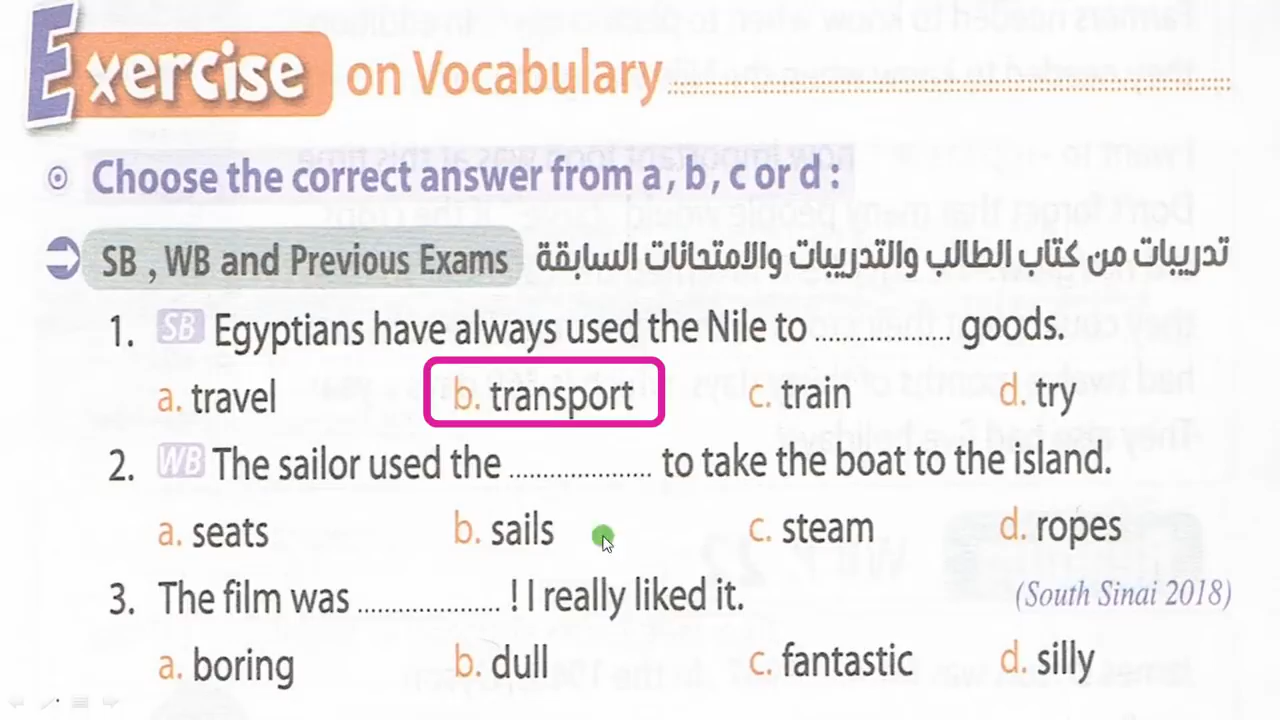 Exercise on Vocabulary
Choose the correct answer from a, b, c or d :
SB , WB and Previous Exams تدريبات من كتاب الطالب والتدريبات والامتحانات السابقة
1. SB Egyptians have always used the Nile to .................... goods.
a. travel b. transport c. train d. try
2. WB The sailor used the .................... to take the boat to the island.
a. seats b. sails c. steam d. ropes
3. The film was .................... ! I really liked it. (South Sinai 2018)
a. boring b. dull c. fantastic d. silly